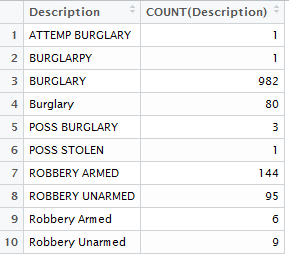 Description COUNT(Description)
1 ATTEMP BURGLARY 1
2 BURGLARPY 1
3 BURGLARY 982
4 Burglary 80
5 POSS BURGLARY 3
6 POSS STOLEN 1
7 ROBBERY ARMED 144
8 ROBBERY UNARMED 95
9 Robbery Armed 6
10 Robbery Unarmed 9